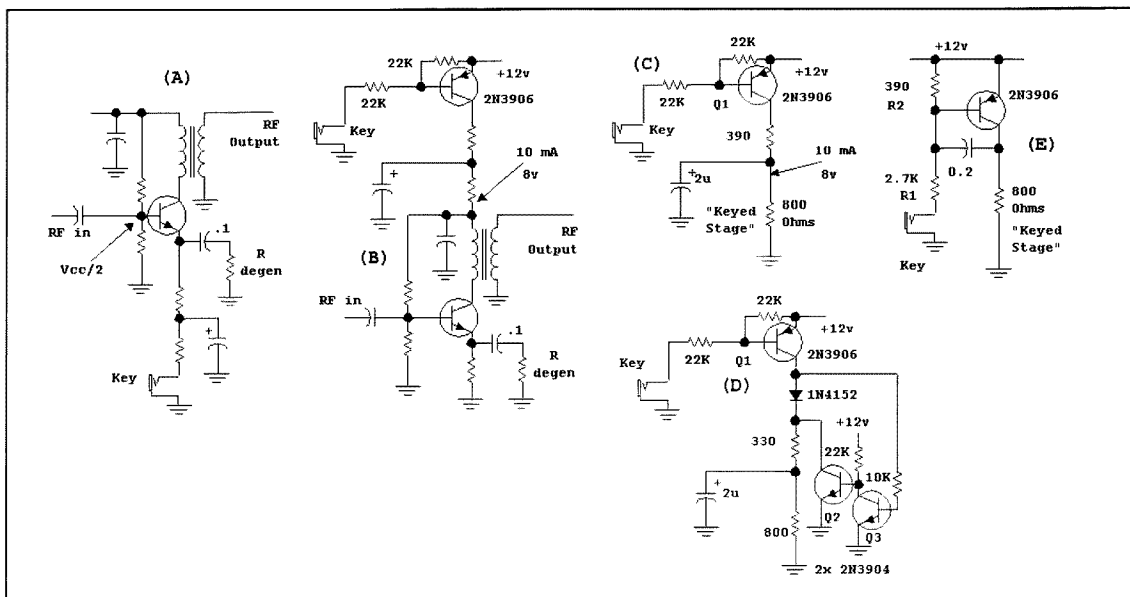 (A)
RF
Output
RF in
Vcc/2
.1
R
degen
+
Key
22K
+12v
22K
2N3906
Key
10 mA
8v
+
(B)
RF
Output
RF in
.1
R
degen
(C)
22K
+12v
22K
Q1
2N3906
Key
390
10 mA
8v
+
2u
800
Ohms
"Keyed
Stage"
+12v
390
R2
2N3906
(E)
0.2
2.7K
R1
800
Ohms
"Keyed
Stage"
Key
22K
+12v
22K
Q1
2N3906
Key
(D)
1N4152
+12v
330
22K
10K
+
2u
Q2
Q3
800
2x 2N3904